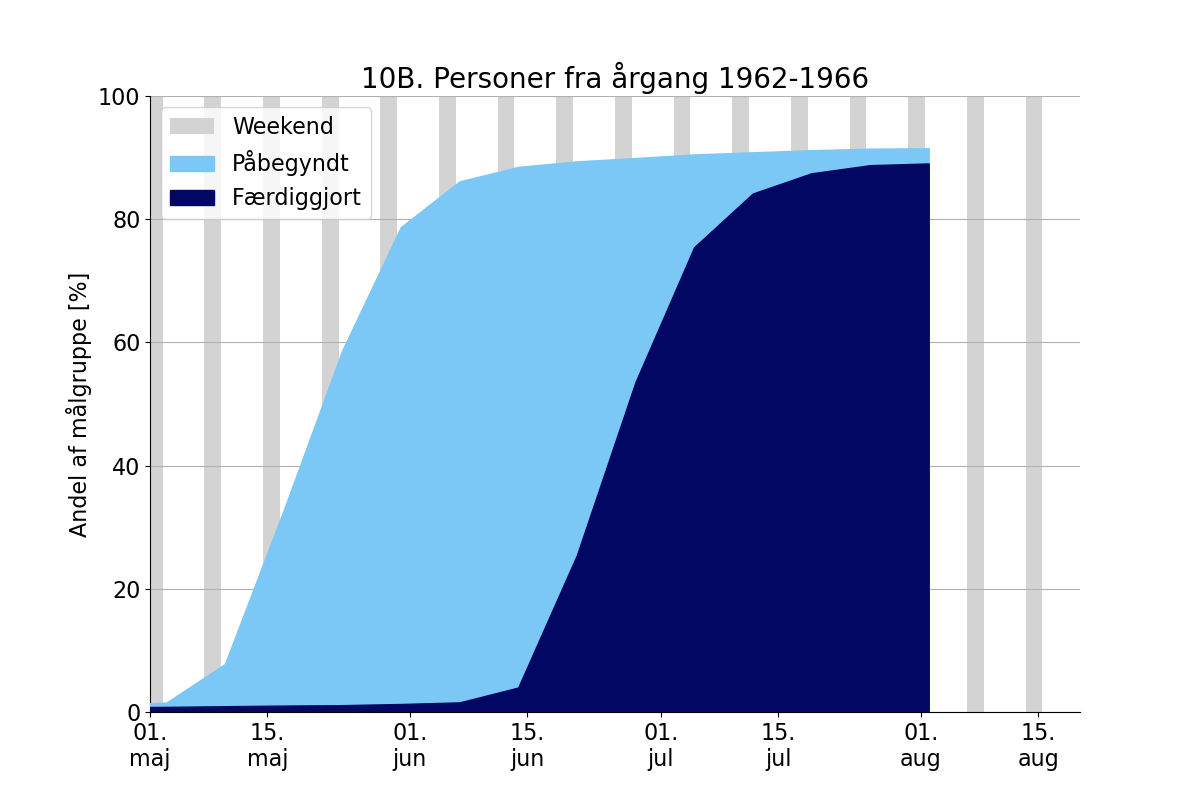 10B. Personer fra årgang 1962-1966
100
80
60
40
20
0
Andel af målgruppe [%]
Weekend
Påbegyndt
Færdiggjort
01. maj
15. maj
01. jun
15. jun
01. jul
15. jul
01. aug
15. aug